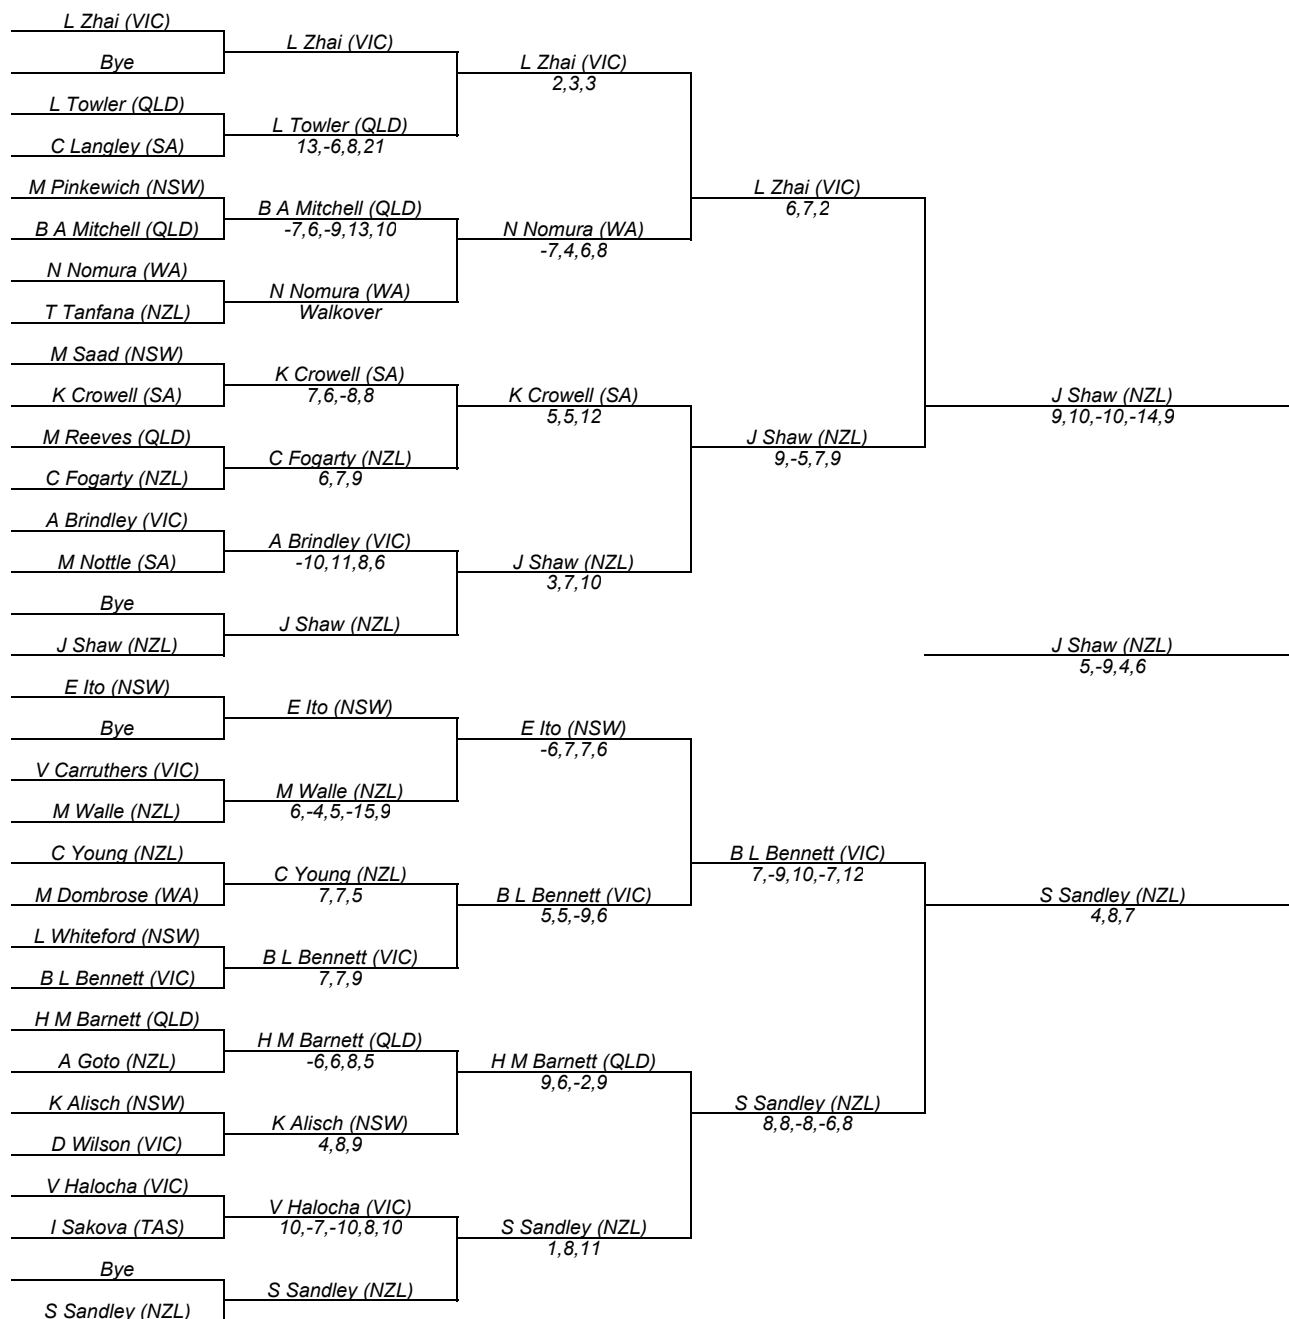 L Zhai (VIC)
Bye
L Towler (QLD)
C Langley (SA)
M Pinkewich (NSW)
B A Mitchell (QLD)
N Nomura (WA)
T Tanfana (NZL)
M Saad (NSW)
K Crowell (SA)
M Reeves (QLD)
C Fogarty (NZL)
A Brindley (VIC)
M Nottle (SA)
Bye
J Shaw (NZL)
E Ito (NSW)
Bye
V Carruthers (VIC)
M Walle (NZL)
C Young (NZL)
M Dombrose (WA)
L Whiteford (NSW)
B L Bennett (VIC)
H M Barnett (QLD)
A Goto (NZL)
K Alisch (NSW)
D Wilson (VIC)
V Halocha (VIC)
I Sakova (TAS)
Bye
S Sandley (NZL)
L Zhai (VIC)
L Towler (QLD)
13,-6,8,21
B A Mitchell (QLD)
-7,6,-9,13,10
N Nomura (WA)
Walkover
K Crowell (SA)
7,6,-8,8
C Fogarty (NZL)
6,7,9
A Brindley (VIC)
-10,11,8,6
J Shaw (NZL)
E Ito (NSW)
M Walle (NZL)
6,-4,5,-15,9
C Young (NZL)
7,7,5
B L Bennett (VIC)
7,7,9
H M Barnett (QLD)
-6,6,8,5
K Alisch (NSW)
4,8,9
V Halocha (VIC)
10,-7,-10,8,10
S Sandley (NZL)
L Zhai (VIC)
2,3,3
N Nomura (WA)
-7,4,6,8
K Crowell (SA)
5,5,12
J Shaw (NZL)
3,7,10
E Ito (NSW)
-6,7,7,6
B L Bennett (VIC)
5,5,-9,6
H M Barnett (QLD)
9,6,-2,9
S Sandley (NZL)
1,8,11
L Zhai (VIC)
6,7,2
J Shaw (NZL)
9,-5,7,9
B L Bennett (VIC)
7,-9,10,-7,12
S Sandley (NZL)
8,8,-8,-6,8
J Shaw (NZL)
9,10,-10,-14,9
J Shaw (NZL)
5,-9,4,6
S Sandley (NZL)
4,8,7